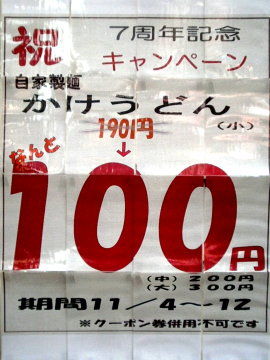 祝 7周年記念
キャンペーン
自家製麺
かけうどん
(小)
190円
↓
なんと
100円
(中) 200円
(大) 300円
期間11/4〜12
※クーポン券併用不可です